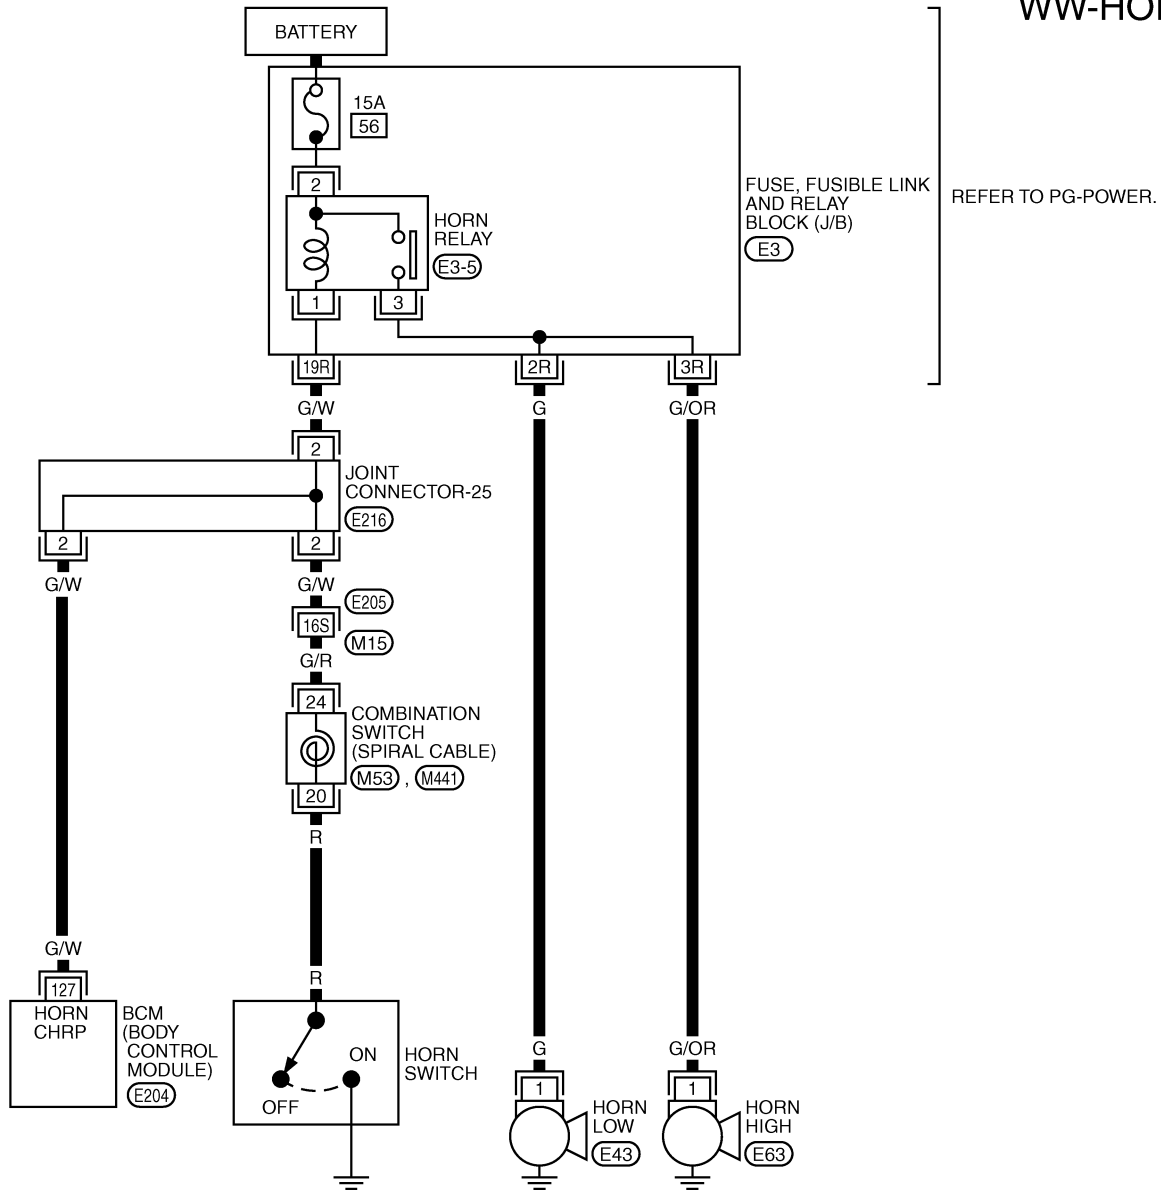 WW-HO
BATTERY
15A
56
2
HORN
RELAY
E3-5
1
3
FUSE, FUSIBLE LINK
AND RELAY
BLOCK (J/B)
E3
REFER TO PG-POWER.
19R
2R
3R
G/W
G
G/OR
2
JOINT
CONNECTOR-25
E216
2
2
G/W
G/W
E205
16S
M15
G/R
24
COMBINATION
SWITCH
(SPIRAL CABLE)
M53 , M441
20
R
G/W
R
127
HORN
CHRP
BCM
(BODY
CONTROL
MODULE)
E204
ON
OFF
HORN
SWITCH
G
G/OR
1
1
HORN
LOW
E43
HORN
HIGH
E63